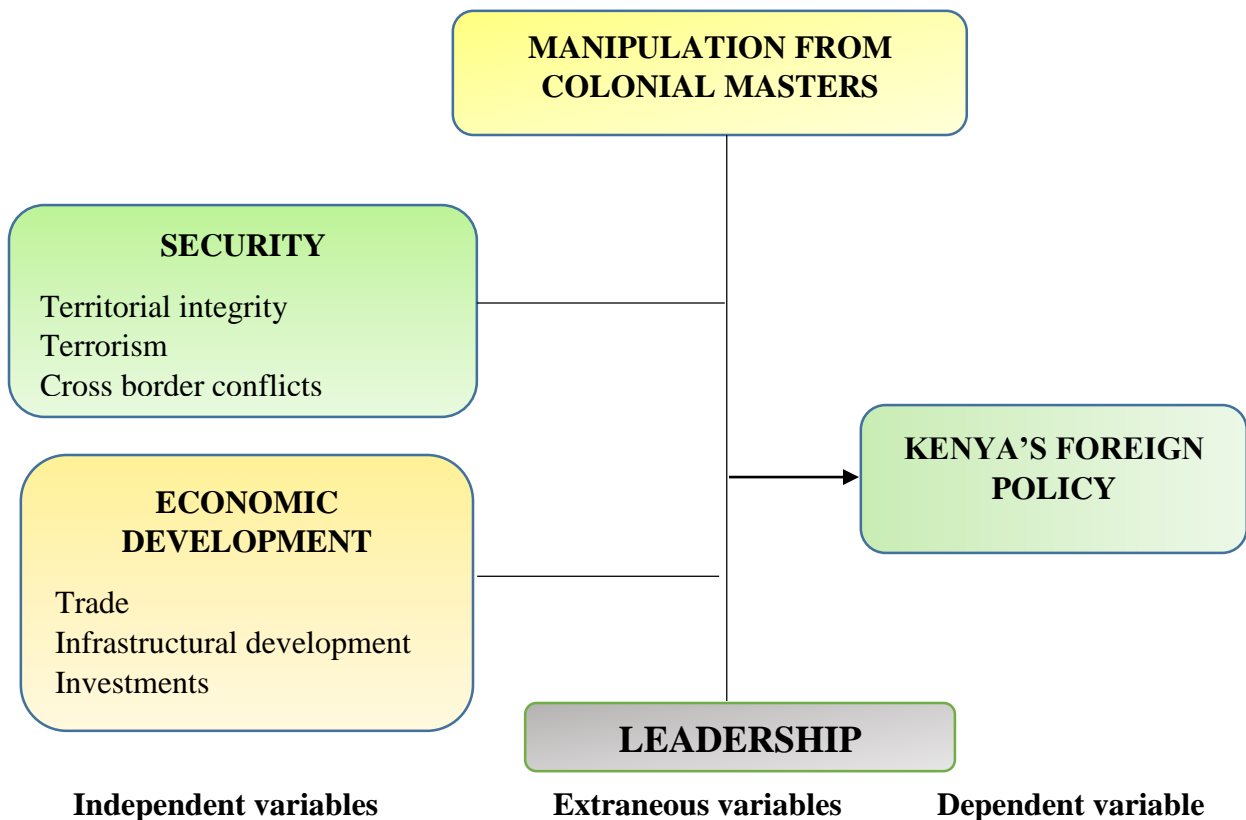 MANIPULATION FROM
COLONIAL MASTERS
SECURITY
Territorial integrity
Terrorism
Cross border conflicts
KENYA’S FOREIGN
POLICY
ECONOMIC
DEVELOPMENT
Trade
Infrastructural development
Investments
LEADERSHIP
Independent variables
Extraneous variables
Dependent variable